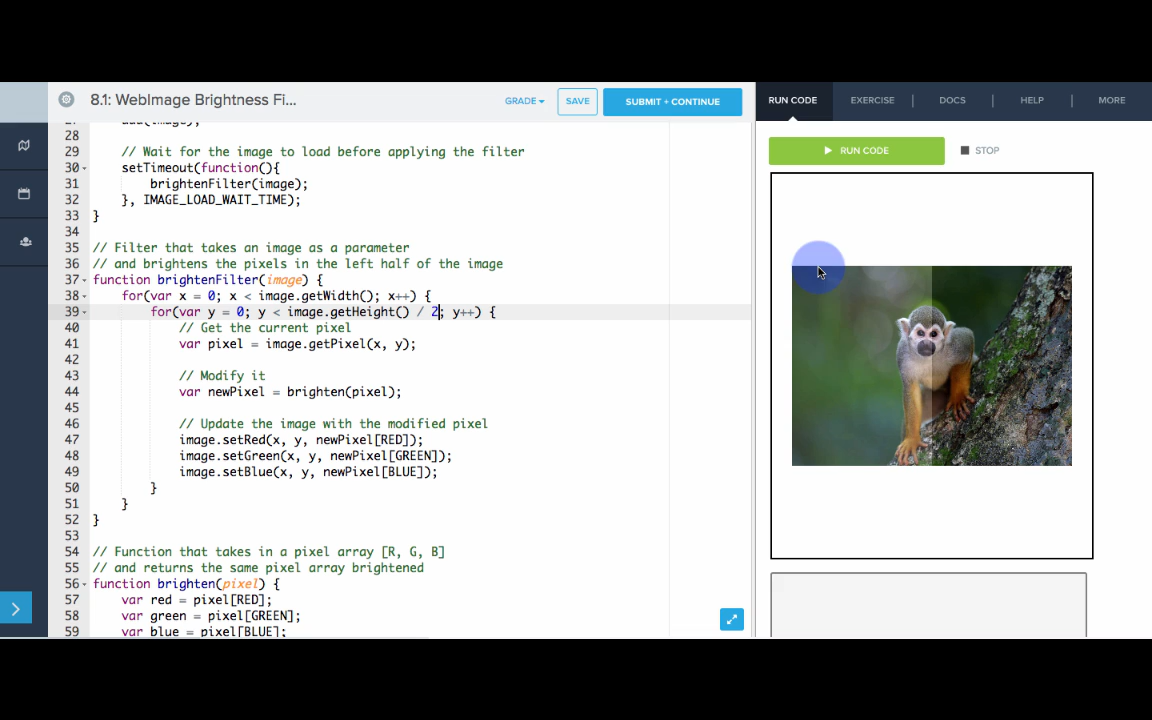 8.1: WebImage Brightness Fi...
GRADE
SAVE
SUBMIT + CONTINUE
RUN CODE
EXERCISE
DOCS
HELP
MORE
RUN CODE
STOP
27 add(image);
28
29 // Wait for the image to load before applying the filter
30 setTimeout(function(){
31 brightenFilter(image);
32 }, IMAGE_LOAD_WAIT_TIME);
33 }
34
35 // Filter that takes an image as a parameter
36 // and brightens the pixels in the left half of the image
37 function brightenFilter(image) {
38 for(var x = 0; x < image.getWidth(); x++) {
39 for(var y = 0; y < image.getHeight() / 2; y++) {
40 // Get the current pixel
41 var pixel = image.getPixel(x, y);
42
43 // Modify it
44 var newPixel = brighten(pixel);
45
46 // Update the image with the modified pixel
47 image.setRed(x, y, newPixel[RED]);
48 image.setGreen(x, y, newPixel[GREEN]);
49 image.setBlue(x, y, newPixel[BLUE]);
50 }
51 }
52 }
53
54 // Function that takes in a pixel array [R, G, B]
55 // and returns the same pixel array brightened
56 function brighten(pixel) {
57 var red = pixel[RED];
58 var green = pixel[GREEN];
59 var blue = pixel[BLUE];